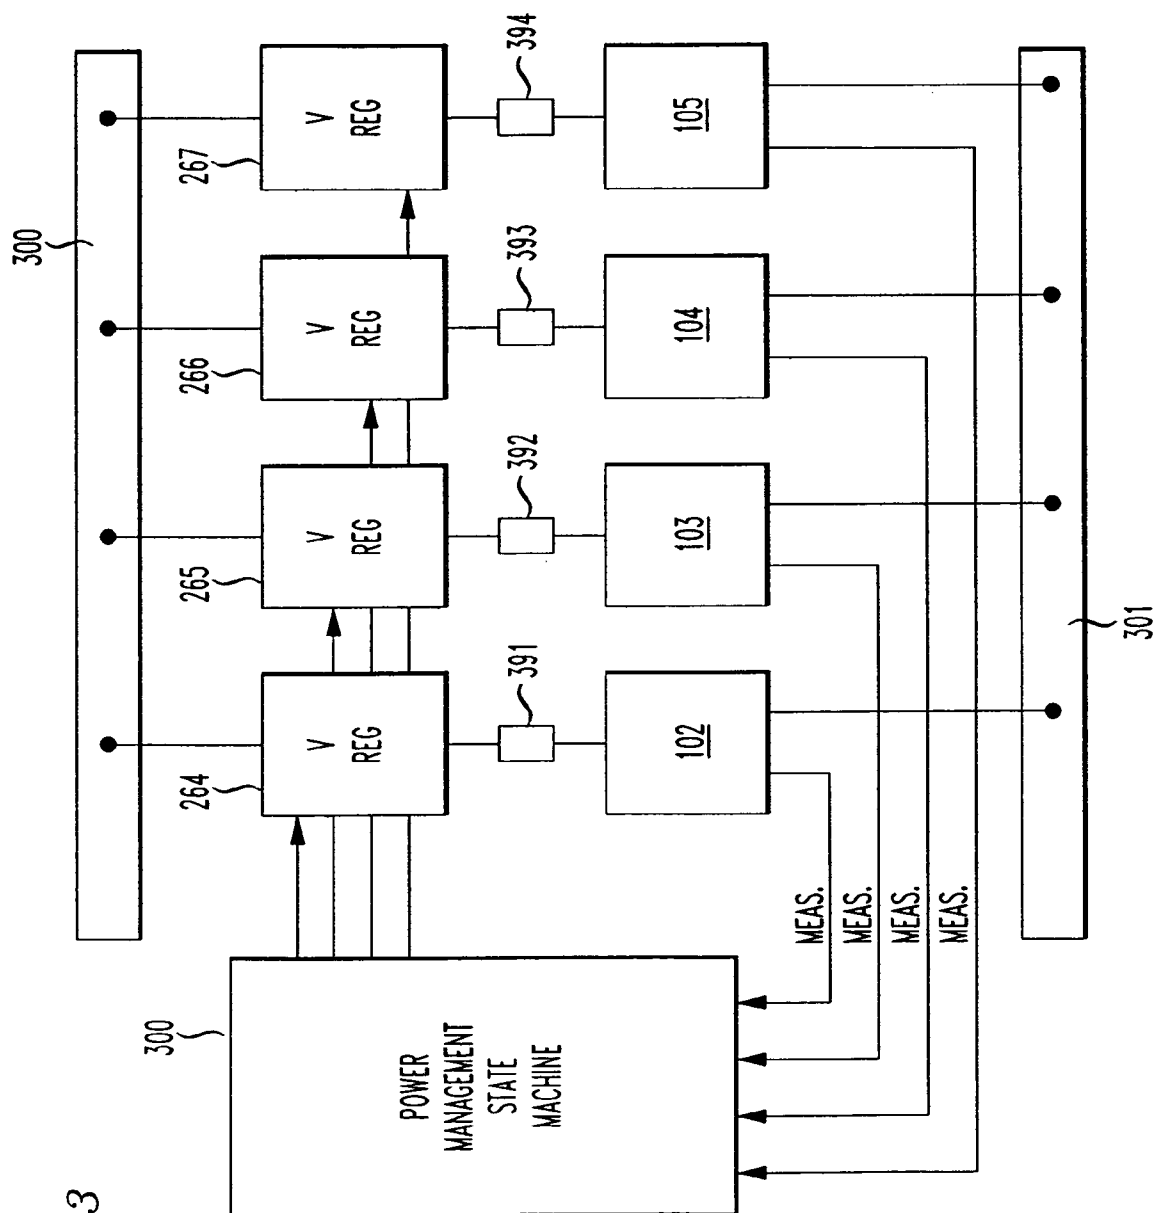 3
300
300
POWER
MANAGEMENT
STATE
MACHINE
264
V
REG
265
V
REG
266
V
REG
267
V
REG
391
392
393
394
102
103
104
105
MEAS.
MEAS.
MEAS.
MEAS.
301